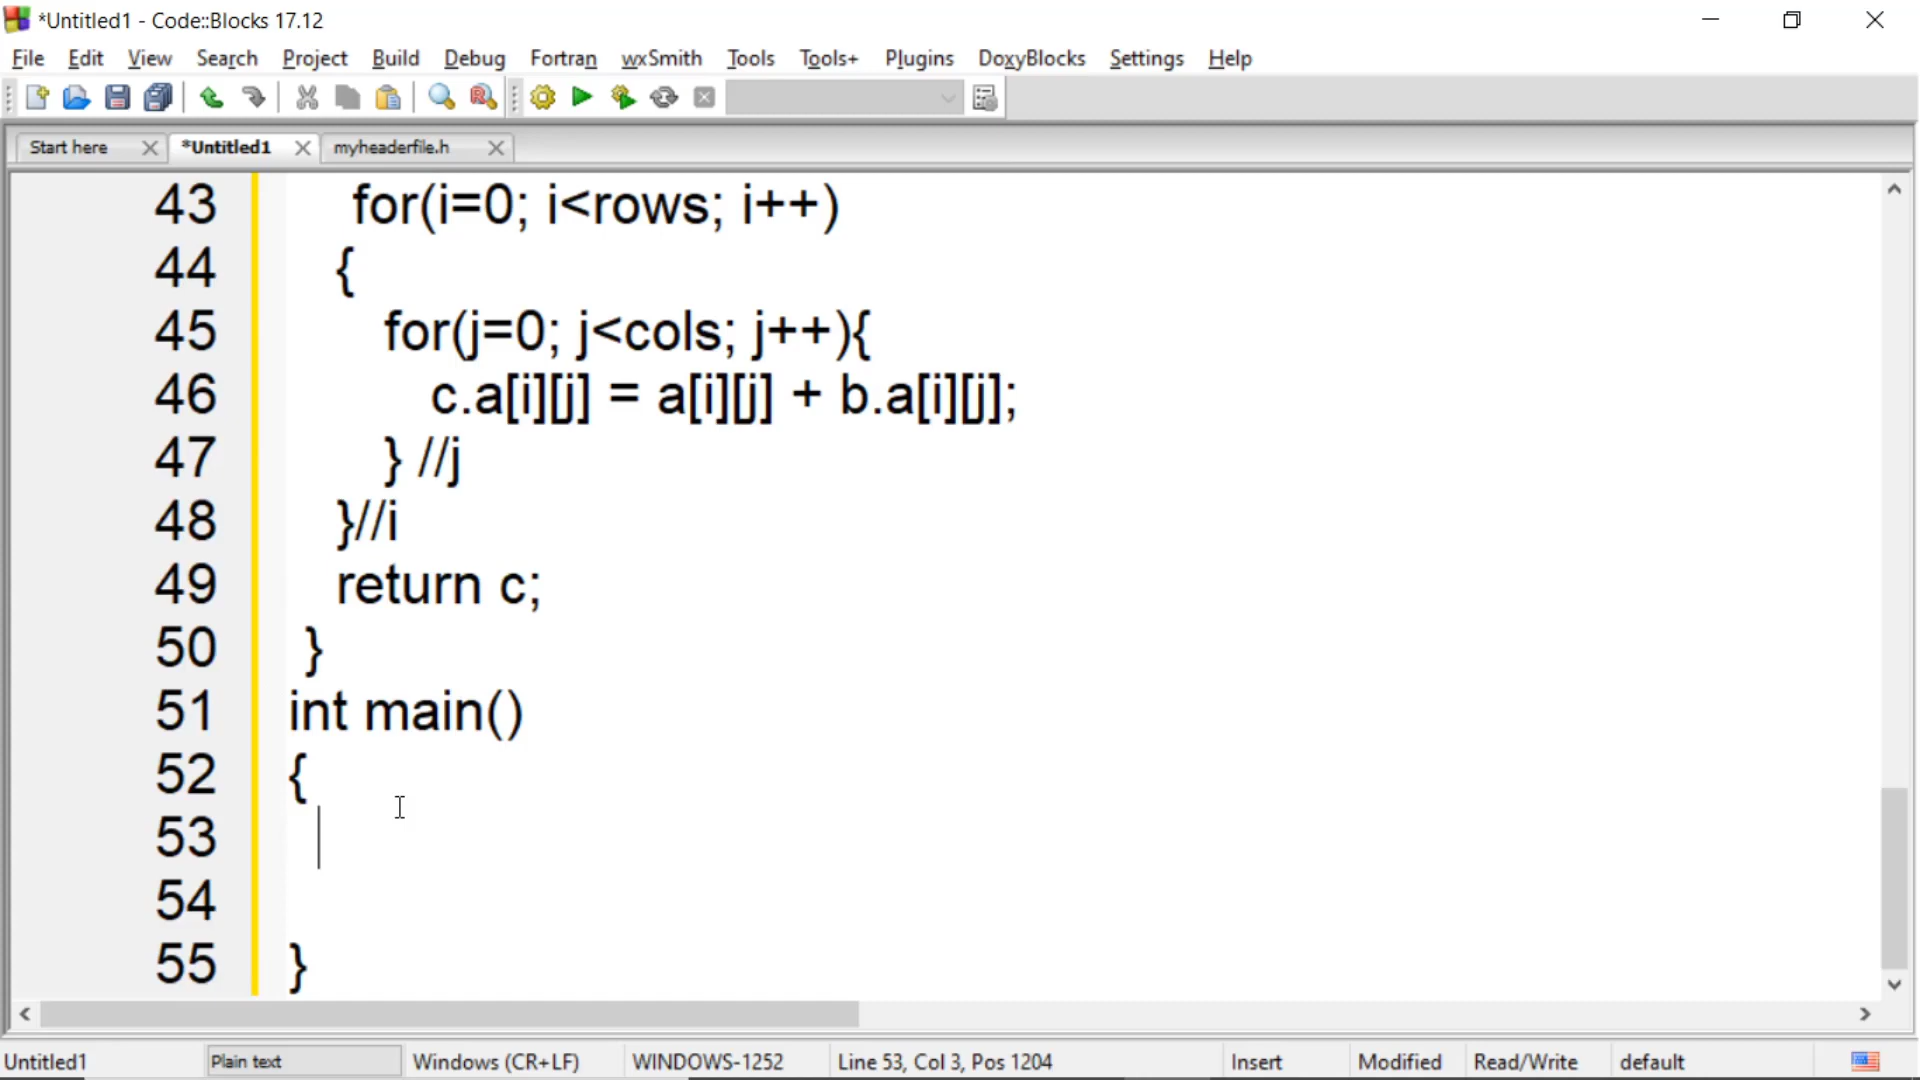 *Untitled1 - Code::Blocks 17.12
File Edit View Search Project Build Debug Fortran wxSmith Tools Tools+ Plugins DoxyBlocks Settings Help
Start here *Untitled1 myheaderfile.h
43 for(i=0; i<rows; i++)
44 {
45 for(j=0; j<cols; j++){
46 c.a[i][j] = a[i][j] + b.a[i][j];
47 } //j
48 }//i
49 return c;
50 }
51 int main()
52 {
53
54
55 }
Untitled1 Plain text Windows (CR+LF) WINDOWS-1252 Line 53, Col 3, Pos 1204 Insert Modified Read/Write default